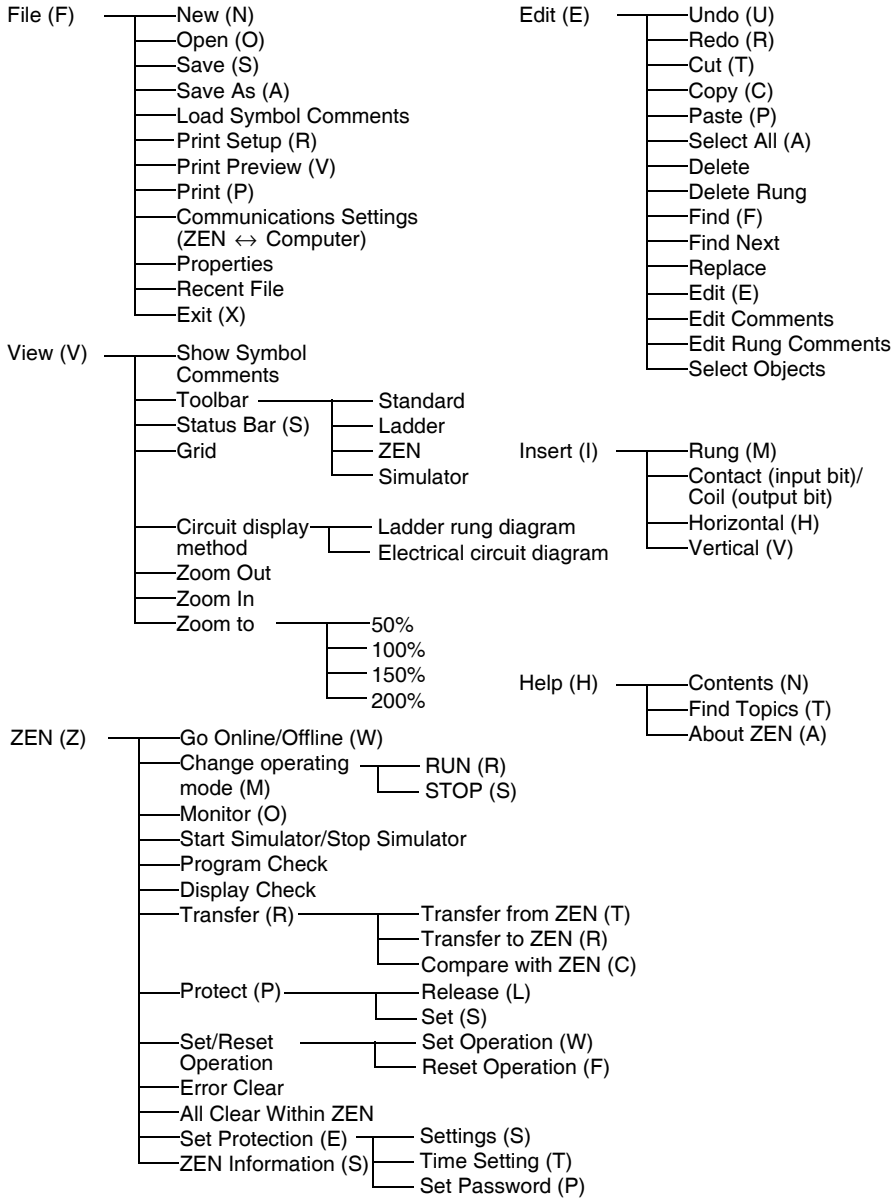 File (F)
New (N)
Open (O)
Save (S)
Save As (A)
Load Symbol Comments
Print Setup (R)
Print Preview (V)
Print (P)
Communications Settings
(ZEN ↔ Computer)
Properties
Recent File
Exit (X)
Edit (E)
Undo (U)
Redo (R)
Cut (T)
Copy (C)
Paste (P)
Select All (A)
Delete
Delete Rung
Find (F)
Find Next
Replace
Edit (E)
Edit Comments
Edit Rung Comments
Select Objects
View (V)
Show Symbol
Comments
Toolbar
Standard
Ladder
ZEN
Simulator
Status Bar (S)
Grid
Circuit display
method
Ladder rung diagram
Electrical circuit diagram
Zoom Out
Zoom In
Zoom to
50%
100%
150%
200%
Insert (I)
Rung (M)
Contact (input bit)/
Coil (output bit)
Horizontal (H)
Vertical (V)
Help (H)
Contents (N)
Find Topics (T)
About ZEN (A)
ZEN (Z)
Go Online/Offline (W)
Change operating
mode (M)
RUN (R)
STOP (S)
Monitor (O)
Start Simulator/Stop Simulator
Program Check
Display Check
Transfer (R)
Transfer from ZEN (T)
Transfer to ZEN (R)
Compare with ZEN (C)
Protect (P)
Release (L)
Set (S)
Set/Reset
Operation
Set Operation (W)
Reset Operation (F)
Error Clear
All Clear Within ZEN
Set Protection (E)
Settings (S)
Time Setting (T)
Set Password (P)
ZEN Information (S)